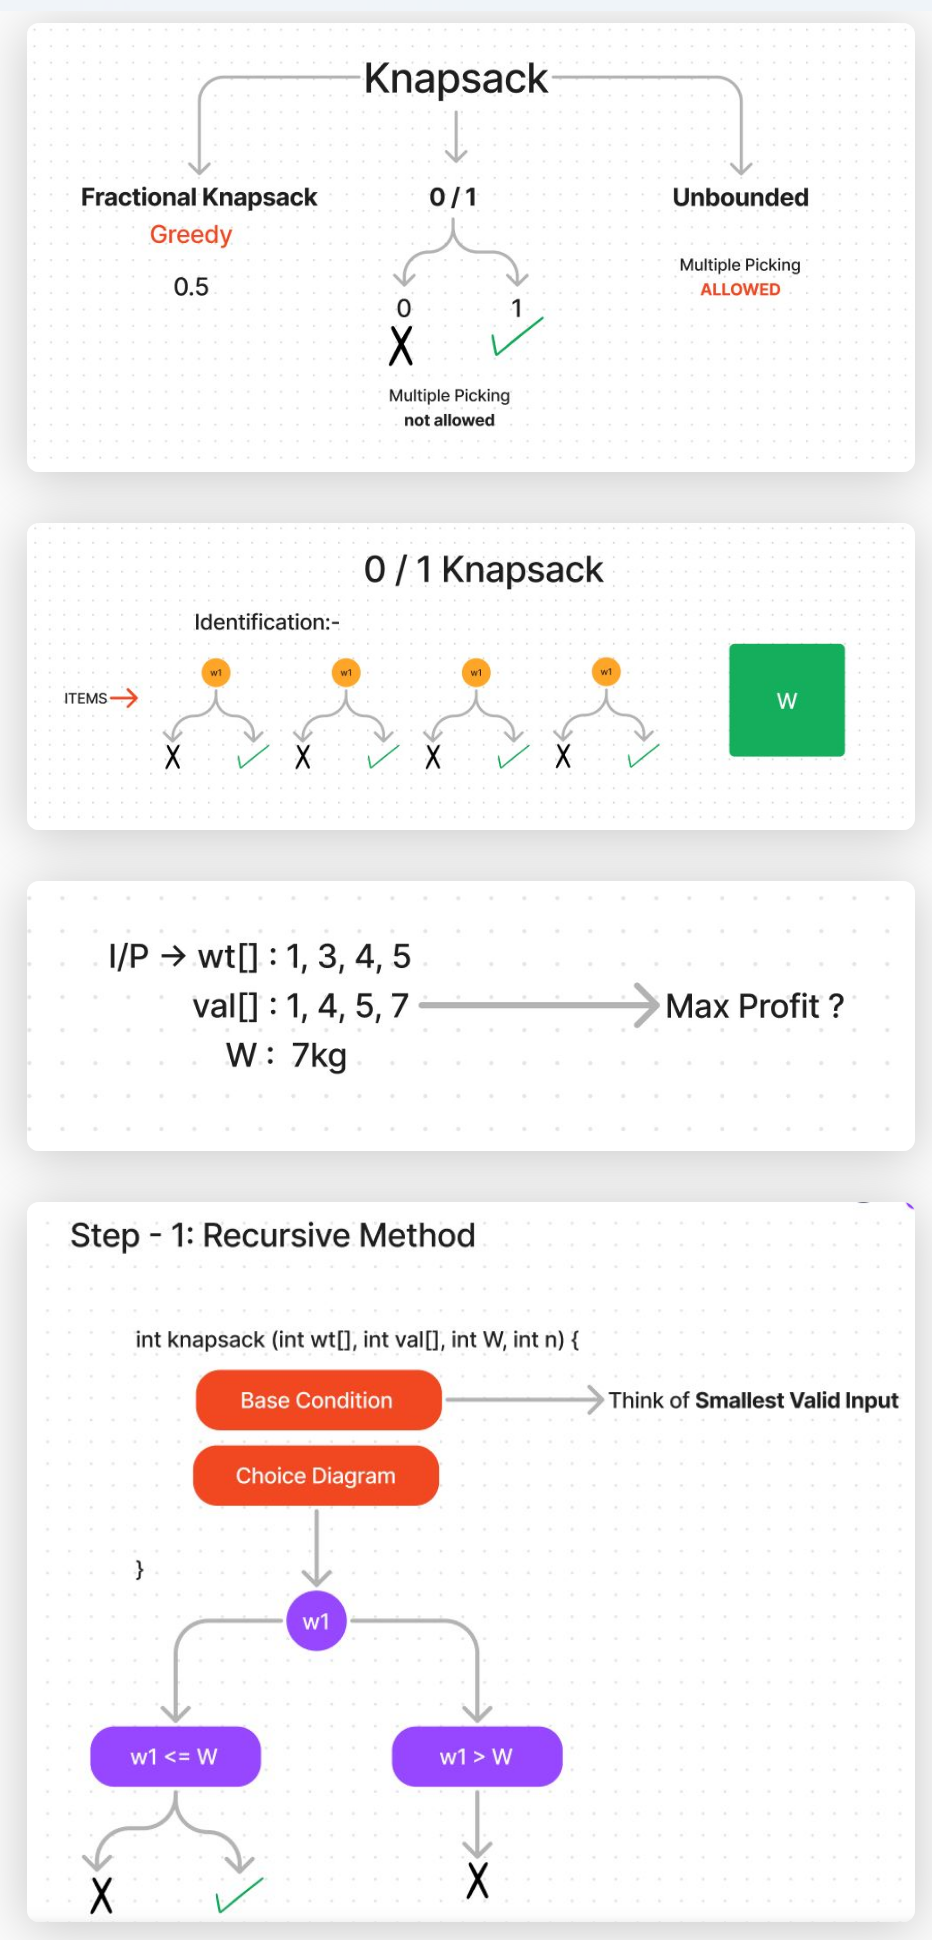 Knapsack
Fractional Knapsack
Greedy
0.5
0 / 1
0
1
X
Multiple Picking
not allowed
Unbounded
Multiple Picking
ALLOWED
0 / 1 Knapsack
Identification:-
ITEMS
w1
w1
w1
w1
X
X
X
X
W
I/P → wt[] : 1, 3, 4, 5
val[] : 1, 4, 5, 7
W : 7kg
Max Profit ?
Step - 1: Recursive Method
int knapsack (int wt[], int val[], int W, int n) {
Base Condition
Think of Smallest Valid Input
Choice Diagram
}
w1
w1 <= W
w1 > W
X
X